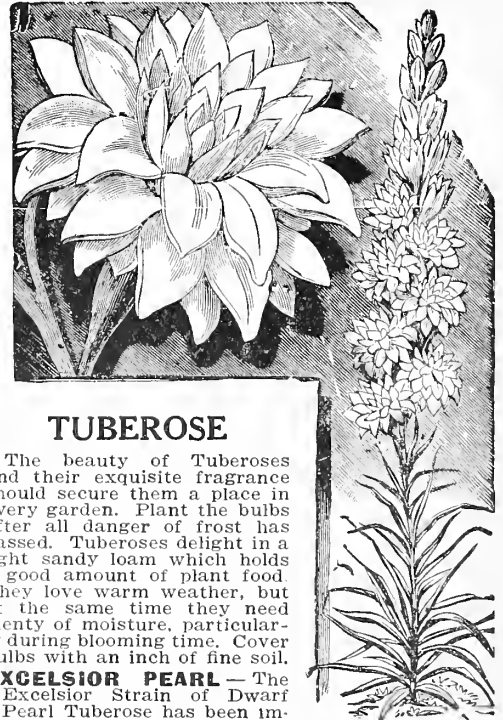 TUBEROSE
The beauty of Tuberoses
nd their exquisite fragrance
hould secure them a place in
very garden. Plant the bulbs
fter all danger of frost has
assed. Tuberoses delight in a
ght sandy loam which holds
good amount of plant food.
hey love warm weather, but
t the same time they need
enty of moisture, particular-
y during blooming time. Cover
ulbs with an inch of fine soil.
XCELSIOR PEARL — The
Excelsior Strain of Dwarf
Pearl Tuberose has been im-